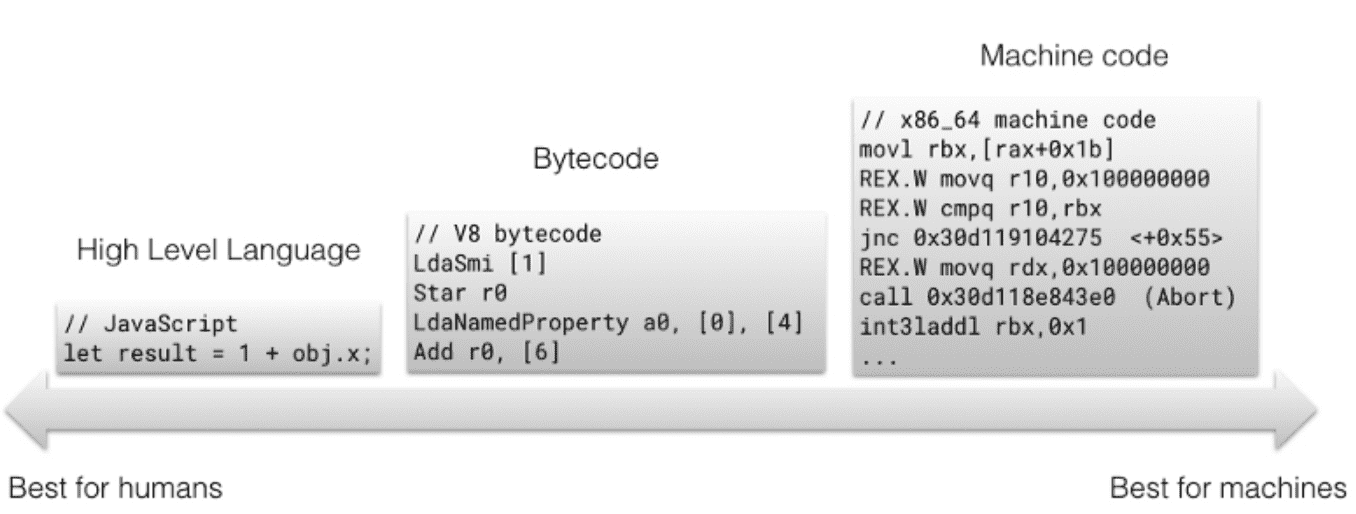 High Level Language
// JavaScript
let result = 1 + obj.x;
Bytecode
// V8 bytecode
LdaSmi [1]
Star r0
LdaNamedProperty a0, [0], [4]
Add r0, [6]
Machine code
// x86_64 machine code
movl rbx,[rax+0x1b]
REX.W movq r10,0x100000000
REX.W cmpq r10,rbx
jnc 0x30d119104275 <+0x55>
REX.W movq rdx,0x100000000
call 0x30d118e843e0 (Abort)
int3laddl rbx,0x1
...
Best for humans
Best for machines